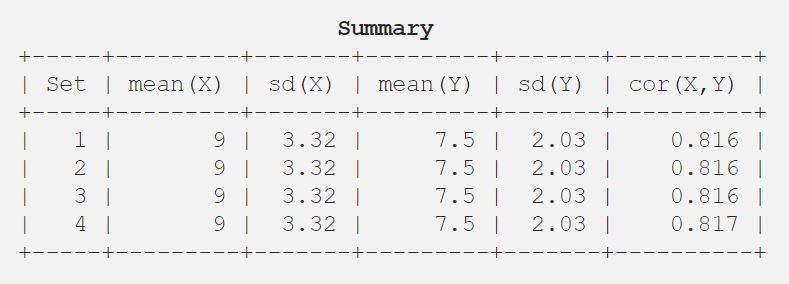 Summary
+-----+---------+-------+---------+-------+----------+
| Set | mean(X) | sd(X) | mean(Y) | sd(Y) | cor(X,Y) |
+-----+---------+-------+---------+-------+----------+
|   1 |       9 |  3.32 |     7.5 |  2.03 |    0.816 |
|   2 |       9 |  3.32 |     7.5 |  2.03 |    0.816 |
|   3 |       9 |  3.32 |     7.5 |  2.03 |    0.816 |
|   4 |       9 |  3.32 |     7.5 |  2.03 |    0.817 |
+-----+---------+-------+---------+-------+----------+